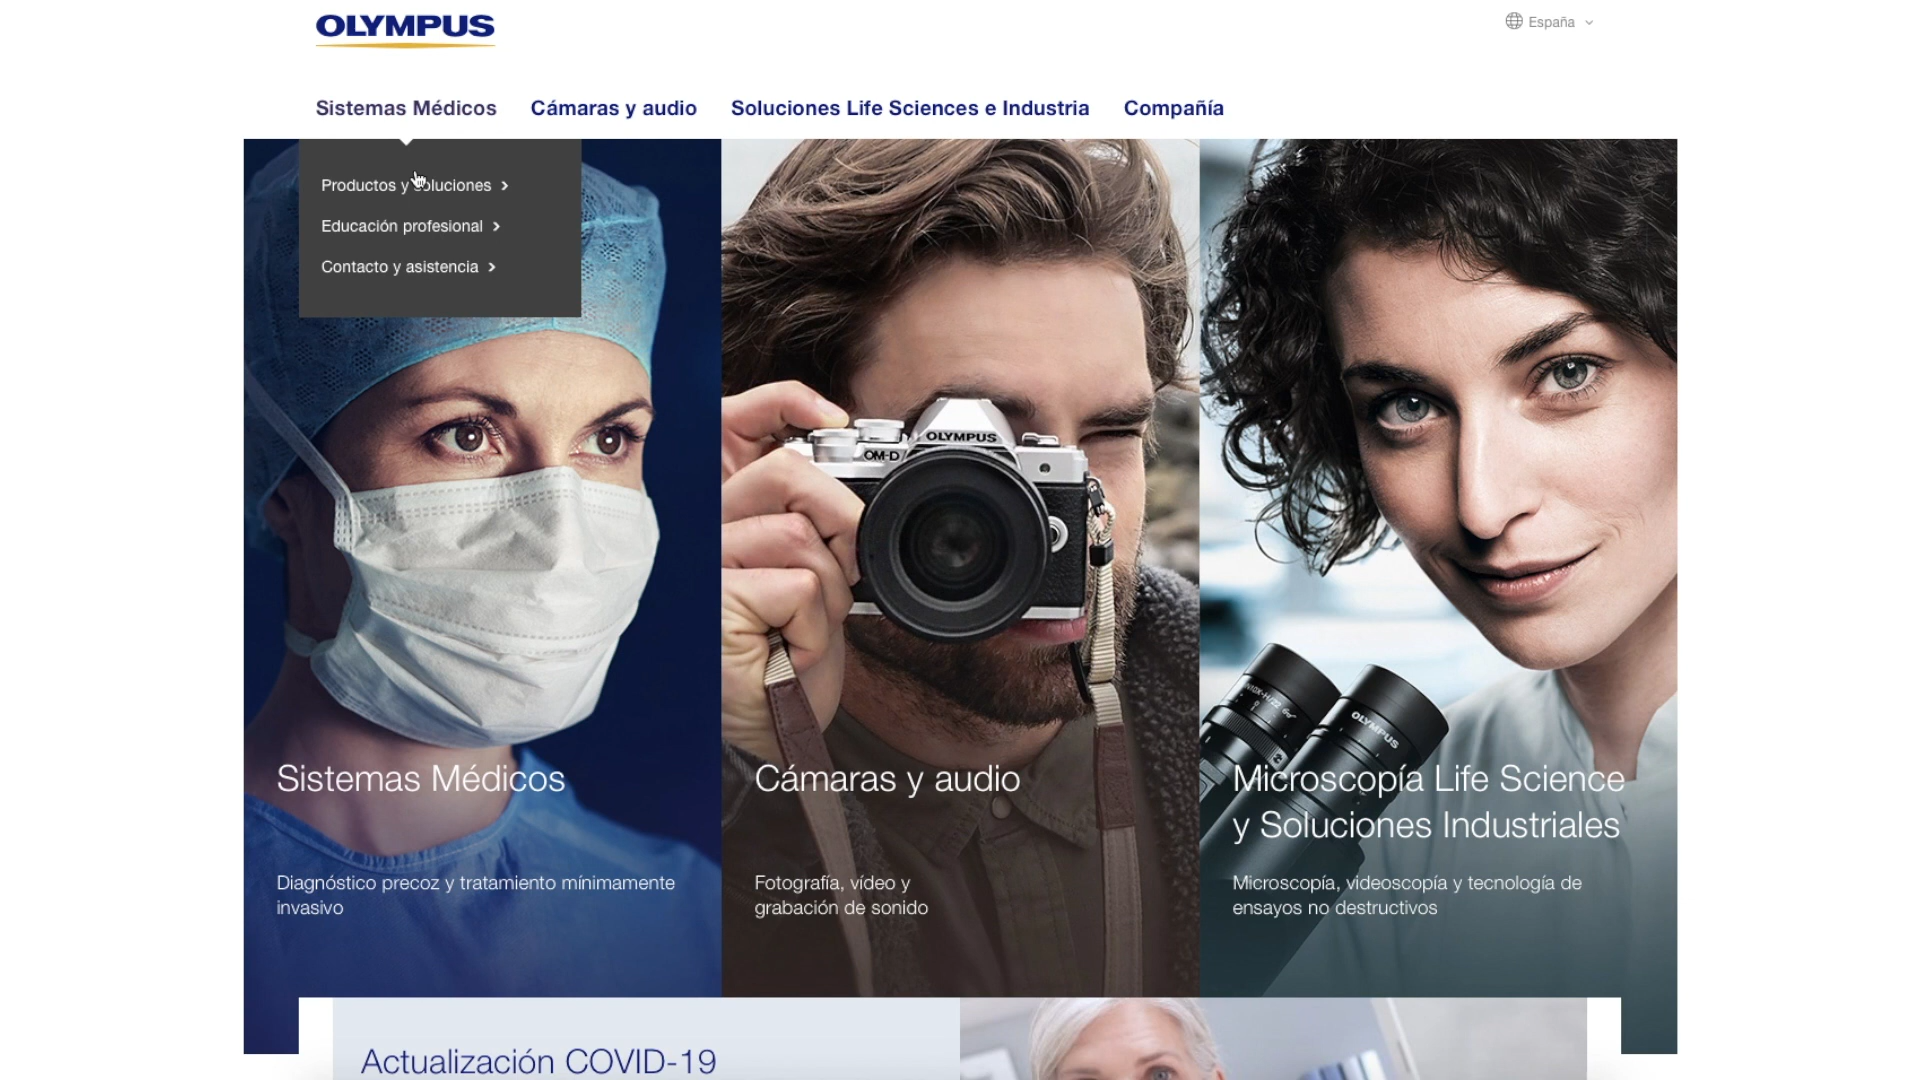 OLYMPUS
España
Sistemas Médicos
Cámaras y audio
Soluciones Life Sciences e Industria
Compañía
Productos y soluciones
Educación profesional
Contacto y asistencia
OLYMPUS
OM-D
OLYMPUS
Sistemas Médicos
Diagnóstico precoz y tratamiento mínimamente
invasivo
Cámaras y audio
Fotografía, vídeo y
grabación de sonido
Microscopía Life Science
y Soluciones Industriales
Microscopía, videoscopía y tecnología de
ensayos no destructivos
Actualización COVID-19